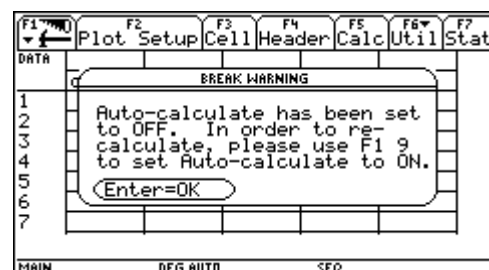 F1 F2 F3 F4 F5 F6 F7
Plot Setup Cell Header Calc Util Stat
DATA
BREAK WARNING
Auto-calculate has been set
to OFF. In order to re-
calculate, please use F1 9
to set Auto-calculate to ON.
Enter=OK
1
2
3
4
5
6
7
MAIN DEG AUTO SEQ